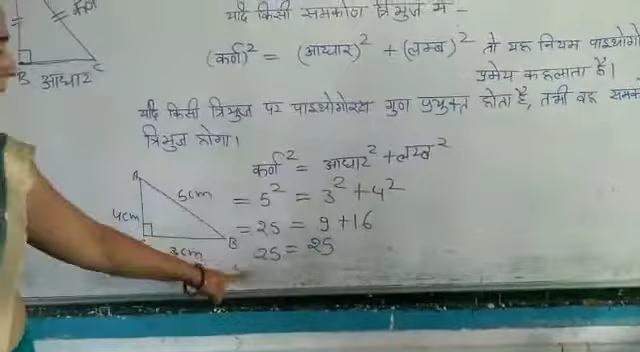 यदि किसी समकोण त्रिभुज में -
कर्ण
B आधार C
(कर्ण)² = (आधार)² + (लम्ब)² तो यह नियम पाइथागो
प्रमेय कहलाता है।
यदि किसी त्रिभुज पर पाइथोगोरस गुण प्रयुक्त होता है, तभी वह समक
त्रिभुज होगा।
कर्ण² = आधार² + लम्ब²
A
5cm
= 5² = 3² + 4²
4cm
= 25 = 9 + 16
B
3cm
25 = 25